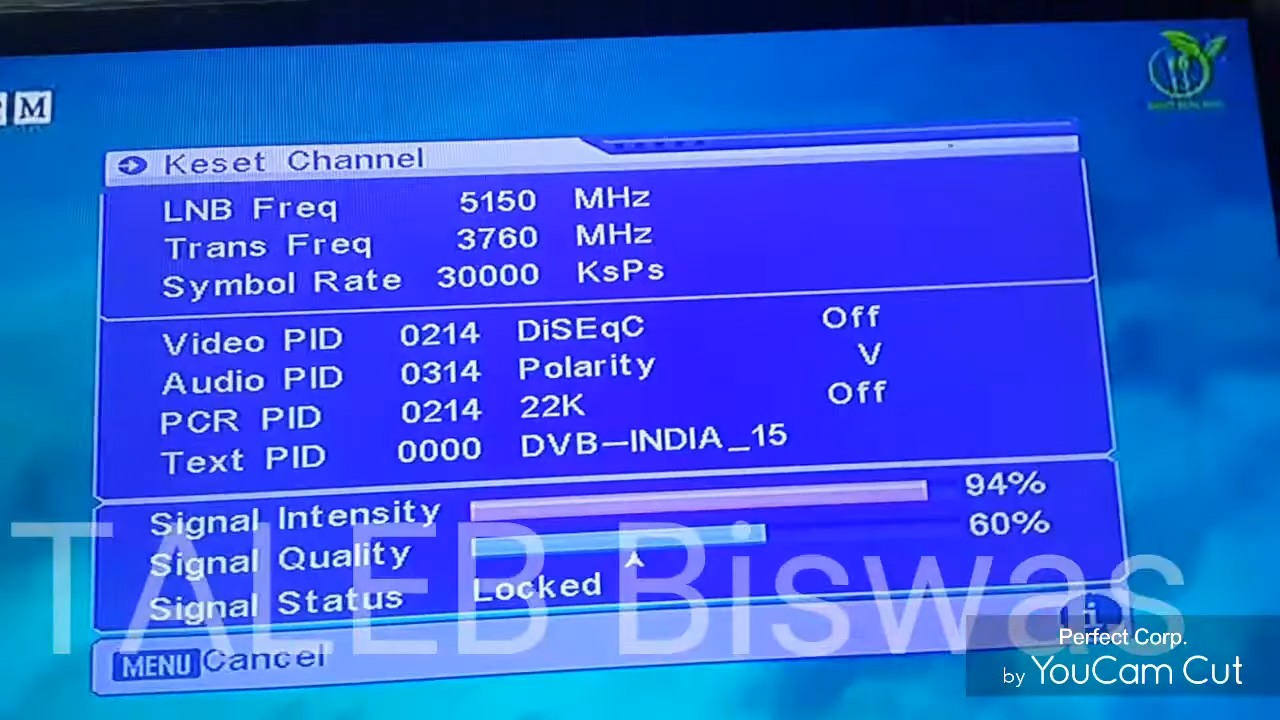 M
Keset Channel
LNB Freq 5150 MHz
Trans Freq 3760 MHz
Symbol Rate 30000 KsPs
Video PID 0214 DiSEqC Off
Audio PID 0314 Polarity V
PCR PID 0214 22K Off
Text PID 0000 DVB-INDIA_15
Signal Intensity 94%
Signal Quality 60%
Signal Status Locked
TALEB Biswas
MENU Cancel
i
Perfect Corp.
by YouCam Cut